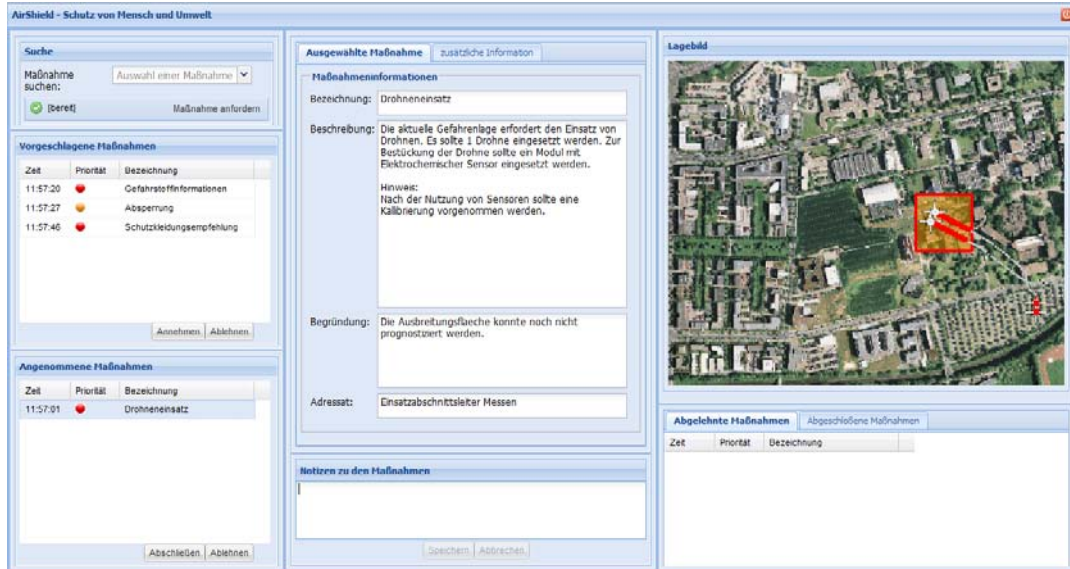 AirShield - Schutz von Mensch und Umwelt
Suche
Maßnahme suchen:
Auswahl einer Maßnahme
[bereit]
Maßnahme anfordern
Vorgeschlagene Maßnahmen
Zeit Priorität Bezeichnung
11:57:20 Gefahrstoffinformationen
11:57:27 Absperrung
11:57:46 Schutzkleidungsempfehlung
Annehmen Ablehnen
Angenommene Maßnahmen
Zeit Priorität Bezeichnung
11:57:01 Drohneneinsatz
Abschließen Ablehnen
Ausgewählte Maßnahme zusätzliche Information
Maßnahmeninformationen
Bezeichnung: Drohneneinsatz
Beschreibung: Die aktuelle Gefahrenlage erfordert den Einsatz von
Drohnen. Es sollte 1 Drohne eingesetzt werden. Zur
Bestückung der Drohne sollte ein Modul mit
Elektrochemischer Sensor eingesetzt werden.
Hinweis:
Nach der Nutzung von Sensoren sollte eine
Kalibrierung vorgenommen werden.
Begründung: Die Ausbreitungsflaeche konnte noch nicht
prognostiziert werden.
Adressat: Einsatzabschnittsleiter Messen
Notizen zu den Maßnahmen
Speichern Abbrechen
Lagebild
Abgelehnte Maßnahmen Abgeschloßene Maßnahmen
Zeit Priorität Bezeichnung